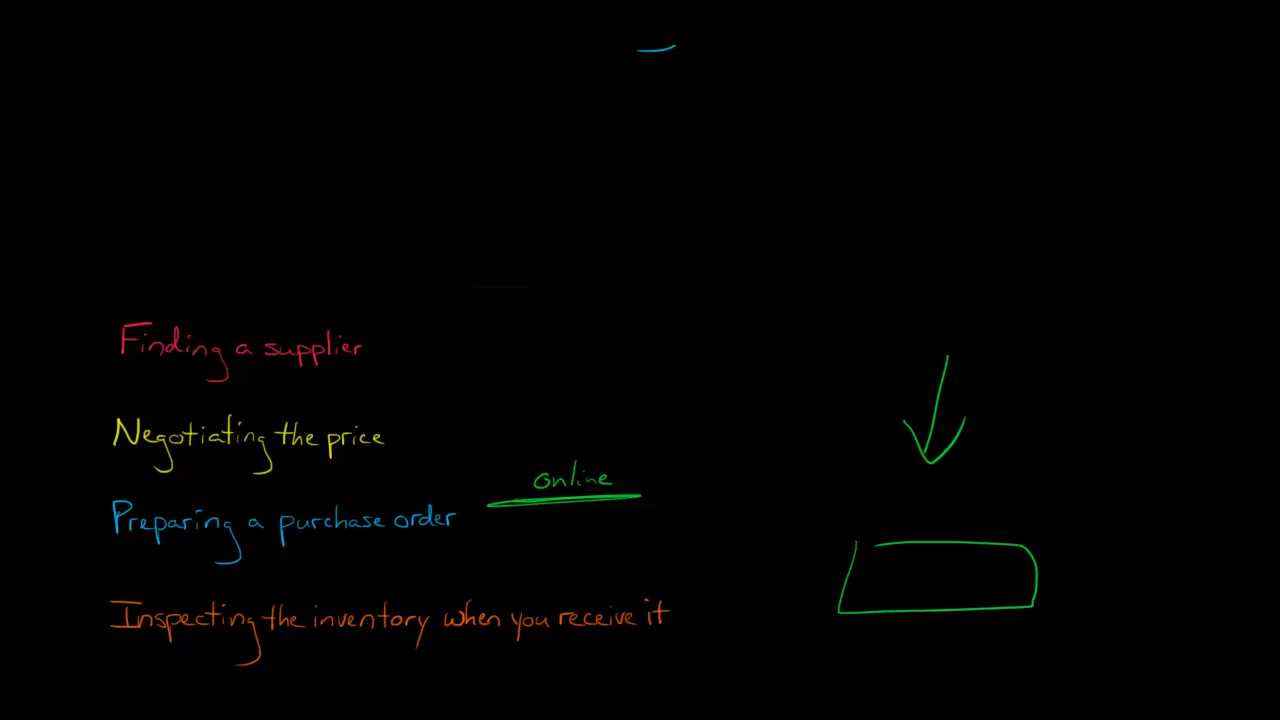 Finding a supplier
Negotiating the price
online
Preparing a purchase order
Inspecting the inventory when you receive it